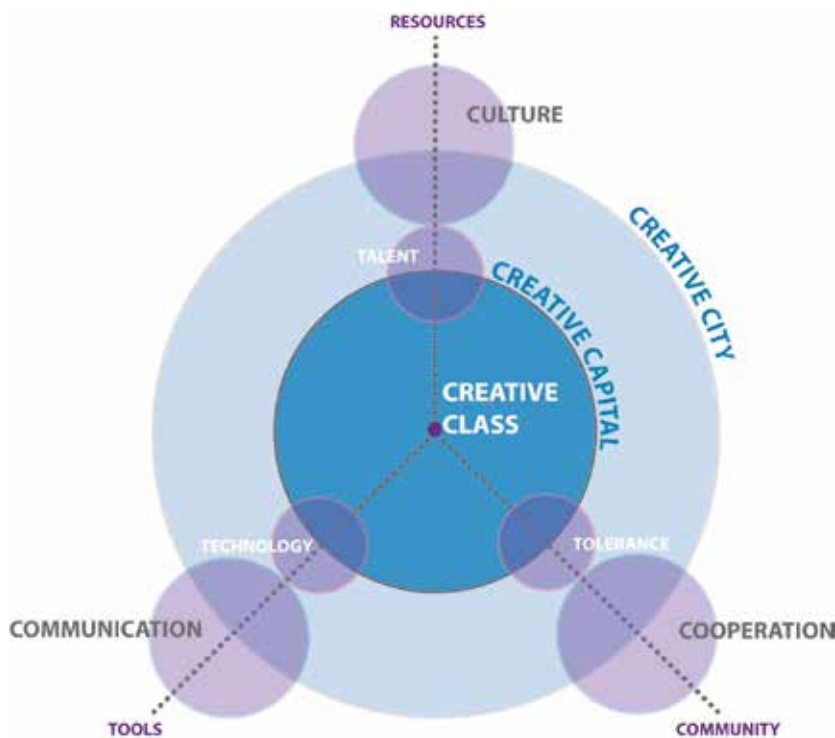 RESOURCES
CULTURE
CREATIVE CITY
TALENT
CREATIVE CAPITAL
CREATIVE
CLASS
TECHNOLOGY
TOLERANCE
COMMUNICATION
COOPERATION
TOOLS
COMMUNITY